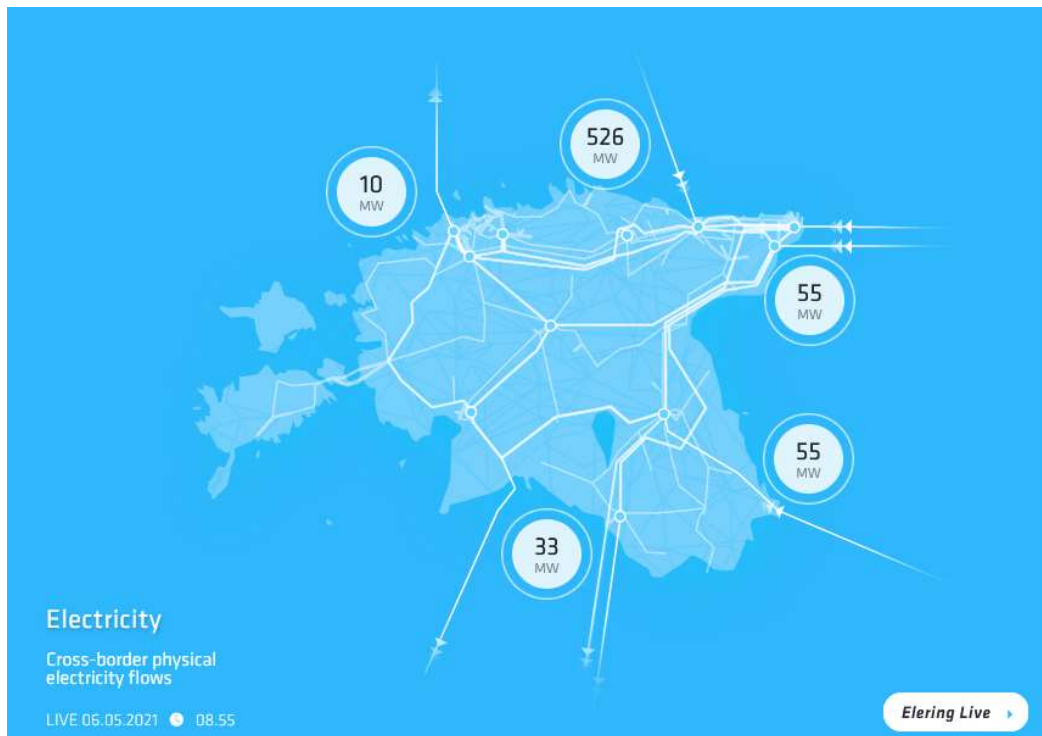 526
MW
10
MW
55
MW
55
MW
33
MW
Electricity
Cross-border physical
electricity flows
LIVE 06.05.2021 08.55
Elering Live